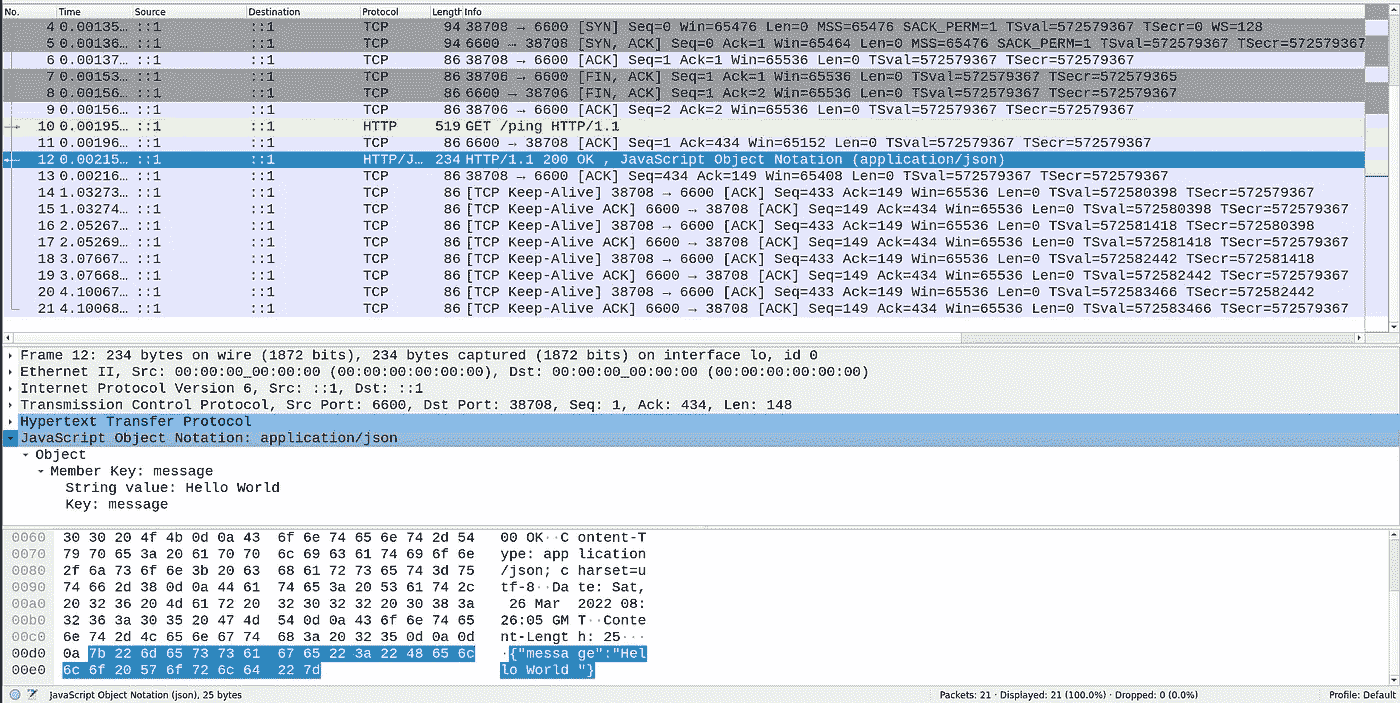 No. Time Source Destination Protocol Length Info
4 0.00135… ::1 ::1 TCP 94 38708 → 6600 [SYN] Seq=0 Win=65476 Len=0 MSS=65476 SACK_PERM=1 TSval=572579367 TSecr=0 WS=128
5 0.00136… ::1 ::1 TCP 94 6600 → 38708 [SYN, ACK] Seq=0 Ack=1 Win=65464 Len=0 MSS=65476 SACK_PERM=1 TSval=572579367 TSecr=572579367
6 0.00137… ::1 ::1 TCP 86 38708 → 6600 [ACK] Seq=1 Ack=1 Win=65536 Len=0 TSval=572579367 TSecr=572579367
7 0.00153… ::1 ::1 TCP 86 38706 → 6600 [FIN, ACK] Seq=1 Ack=1 Win=65536 Len=0 TSval=572579367 TSecr=572579365
8 0.00156… ::1 ::1 TCP 86 6600 → 38706 [FIN, ACK] Seq=1 Ack=2 Win=65536 Len=0 TSval=572579367 TSecr=572579367
9 0.00156… ::1 ::1 TCP 86 38706 → 6600 [ACK] Seq=2 Ack=2 Win=65536 Len=0 TSval=572579367 TSecr=572579367
10 0.00195… ::1 ::1 HTTP 519 GET /ping HTTP/1.1
11 0.00196… ::1 ::1 TCP 86 6600 → 38708 [ACK] Seq=1 Ack=434 Win=65152 Len=0 TSval=572579367 TSecr=572579367
12 0.00215… ::1 ::1 HTTP/J… 234 HTTP/1.1 200 OK , JavaScript Object Notation (application/json)
13 0.00216… ::1 ::1 TCP 86 38708 → 6600 [ACK] Seq=434 Ack=149 Win=65408 Len=0 TSval=572579367 TSecr=572579367
14 1.03273… ::1 ::1 TCP 86 [TCP Keep-Alive] 38708 → 6600 [ACK] Seq=433 Ack=149 Win=65536 Len=0 TSval=572580398 TSecr=572579367
15 1.03274… ::1 ::1 TCP 86 [TCP Keep-Alive ACK] 6600 → 38708 [ACK] Seq=149 Ack=434 Win=65536 Len=0 TSval=572580398 TSecr=572579367
16 2.05267… ::1 ::1 TCP 86 [TCP Keep-Alive] 38708 → 6600 [ACK] Seq=433 Ack=149 Win=65536 Len=0 TSval=572581418 TSecr=572580398
17 2.05269… ::1 ::1 TCP 86 [TCP Keep-Alive ACK] 6600 → 38708 [ACK] Seq=149 Ack=434 Win=65536 Len=0 TSval=572581418 TSecr=572579367
18 3.07667… ::1 ::1 TCP 86 [TCP Keep-Alive] 38708 → 6600 [ACK] Seq=433 Ack=149 Win=65536 Len=0 TSval=572582442 TSecr=572581418
19 3.07668… ::1 ::1 TCP 86 [TCP Keep-Alive ACK] 6600 → 38708 [ACK] Seq=149 Ack=434 Win=65536 Len=0 TSval=572582442 TSecr=572579367
20 4.10067… ::1 ::1 TCP 86 [TCP Keep-Alive] 38708 → 6600 [ACK] Seq=433 Ack=149 Win=65536 Len=0 TSval=572583466 TSecr=572582442
21 4.10068… ::1 ::1 TCP 86 [TCP Keep-Alive ACK] 6600 → 38708 [ACK] Seq=149 Ack=434 Win=65536 Len=0 TSval=572583466 TSecr=572579367
Frame 12: 234 bytes on wire (1872 bits), 234 bytes captured (1872 bits) on interface lo, id 0
Ethernet II, Src: 00:00:00_00:00:00 (00:00:00:00:00:00), Dst: 00:00:00_00:00:00 (00:00:00:00:00:00)
Internet Protocol Version 6, Src: ::1, Dst: ::1
Transmission Control Protocol, Src Port: 6600, Dst Port: 38708, Seq: 1, Ack: 434, Len: 148
Hypertext Transfer Protocol
JavaScript Object Notation: application/json
Object
Member Key: message
String value: Hello World
Key: message
0060 30 30 20 4f 4b 0d 0a 43 6f 6e 74 65 6e 74 2d 54 00 OK··C ontent-T
0070 79 70 65 3a 20 61 70 70 6c 69 63 61 74 69 6f 6e ype: app lication
0080 2f 6a 73 6f 6e 3b 20 63 68 61 72 73 65 74 3d 75 /json; c harset=u
0090 74 66 2d 38 0d 0a 44 61 74 65 3a 20 53 61 74 2c tf-8··Da te: Sat,
00a0 20 32 36 20 4d 61 72 20 32 30 32 32 20 30 38 3a 26 Mar 2022 08:
00b0 32 36 3a 30 35 20 47 4d 54 0d 0a 43 6f 6e 74 65 26:05 GM T··Conte
00c0 6e 74 2d 4c 65 6e 67 74 68 3a 20 32 35 0d 0a 0d nt-Lengt h: 25···
00d0 0a 7b 22 6d 65 73 73 61 67 65 22 3a 22 48 65 6c ·{"messa ge":"Hel
00e0 6c 6f 20 57 6f 72 6c 64 22 7d lo World "}
JavaScript Object Notation (json), 25 bytes
Packets: 21 · Displayed: 21 (100.0%) · Dropped: 0 (0.0%)
Profile: Default